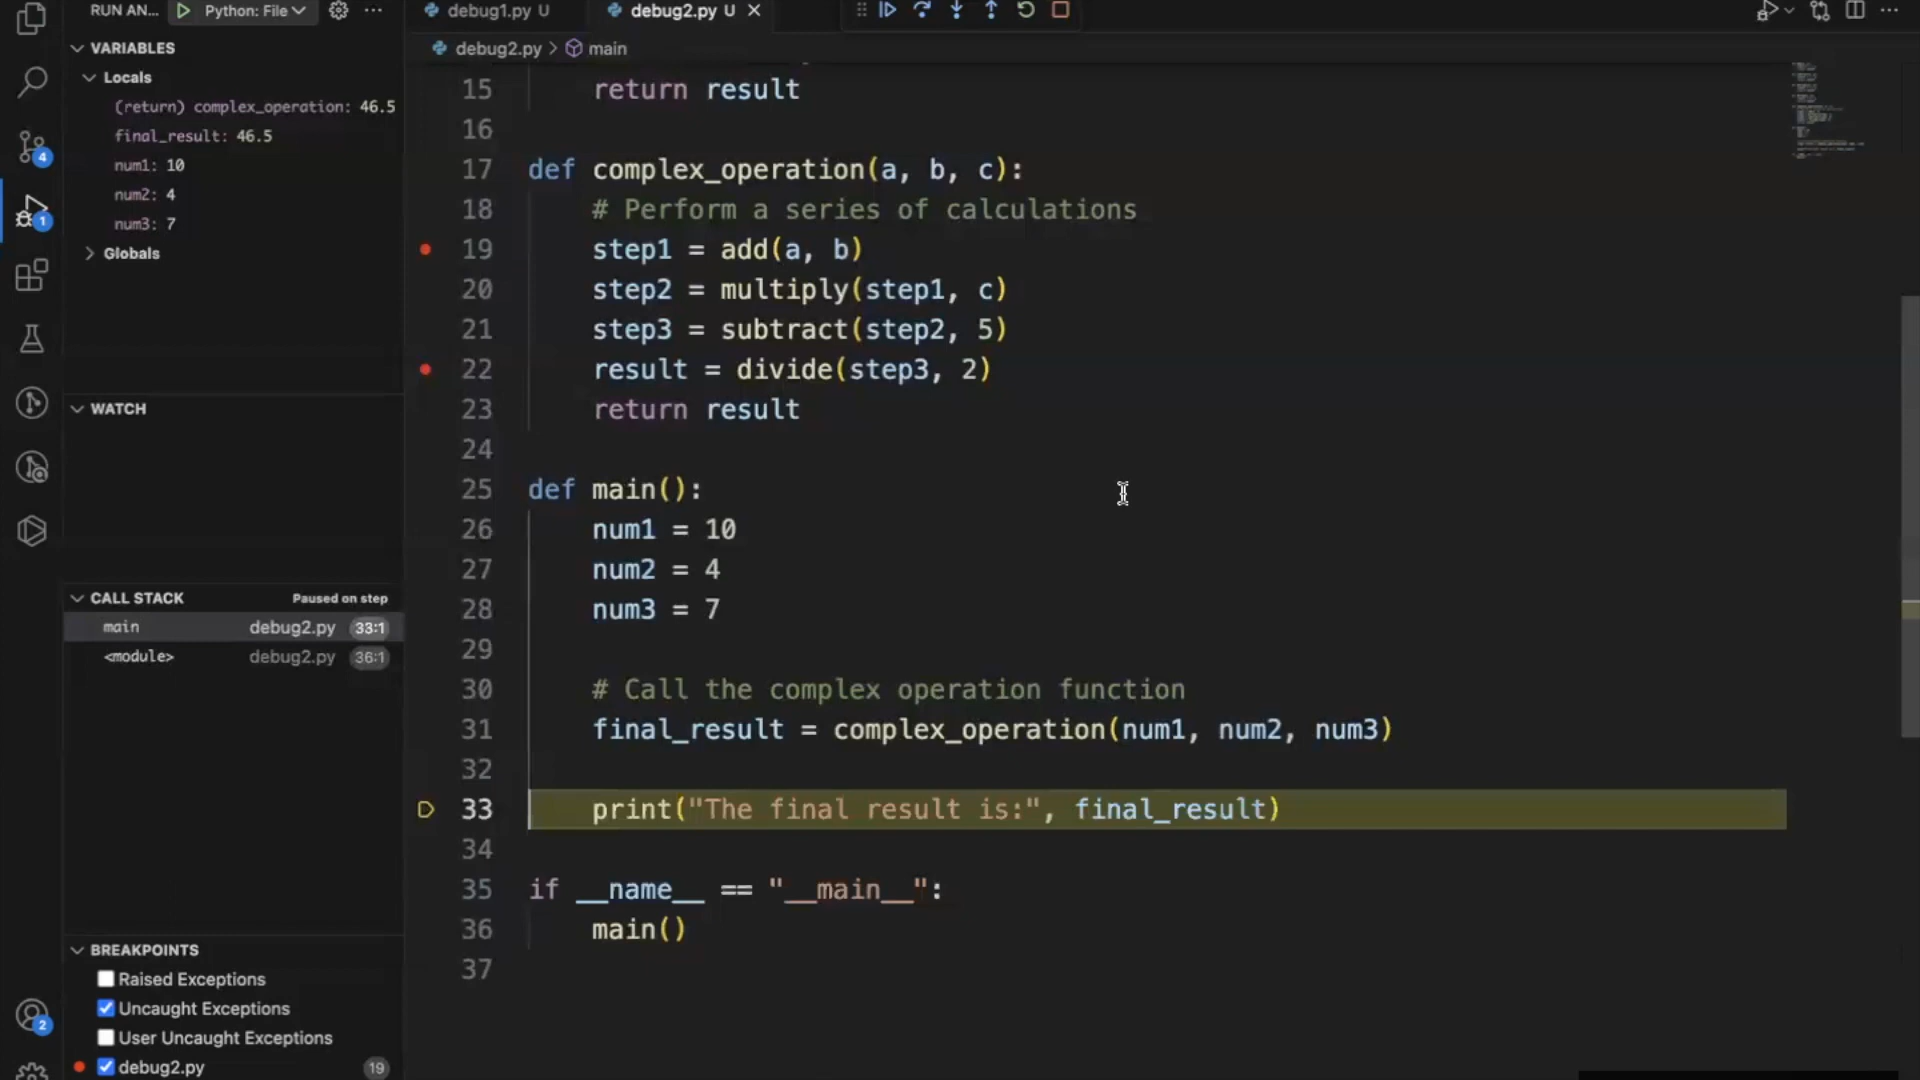 RUN AN... Python: File
VARIABLES
Locals
(return) complex_operation: 46.5
final_result: 46.5
num1: 10
num2: 4
num3: 7
Globals
WATCH
CALL STACK Paused on step
main debug2.py 33:1
<module> debug2.py 36:1
BREAKPOINTS
Raised Exceptions
Uncaught Exceptions
User Uncaught Exceptions
debug2.py 19
4
1
2
debug1.py U debug2.py U
debug2.py > main
15 return result
16
17 def complex_operation(a, b, c):
18 # Perform a series of calculations
19 step1 = add(a, b)
20 step2 = multiply(step1, c)
21 step3 = subtract(step2, 5)
22 result = divide(step3, 2)
23 return result
24
25 def main():
26 num1 = 10
27 num2 = 4
28 num3 = 7
29
30 # Call the complex operation function
31 final_result = complex_operation(num1, num2, num3)
32
33 print("The final result is:", final_result)
34
35 if __name__ == "__main__":
36 main()
37